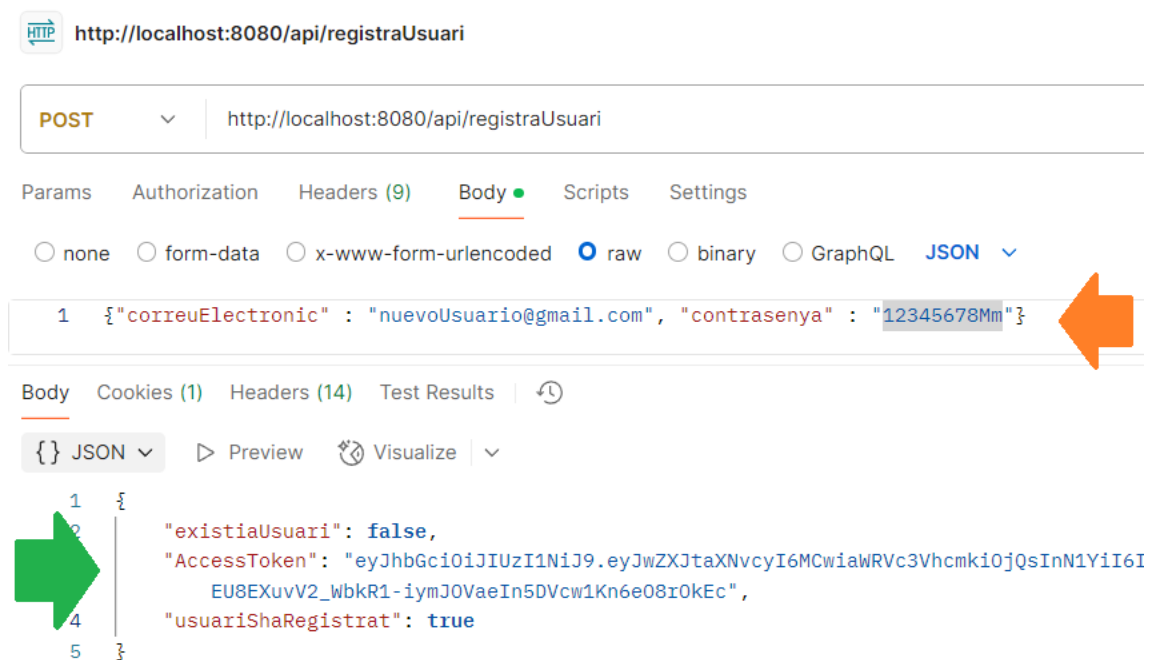 HTTP http://localhost:8080/api/registraUsuari
POST http://localhost:8080/api/registraUsuari
Params Authorization Headers (9) Body Scripts Settings
none form-data x-www-form-urlencoded raw binary GraphQL JSON
1 {"correuElectronic" : "nuevoUsuario@gmail.com", "contrasenya" : "12345678Mm"}
Body Cookies (1) Headers (14) Test Results
{} JSON Preview Visualize
1 {
2 "existiaUsuari": false,
"AccessToken": "eyJhbGciOiJIUzI1NiJ9.eyJwZXJtaXNvcyI6MCwiaWRVc3VhcmkiOjQsInN1YiI6I
EU8EXuvV2_WbkR1-iymJOVaeIn5DVcw1Kn6eO8rOkEc",
4 "usuariShaRegistrat": true
5 }